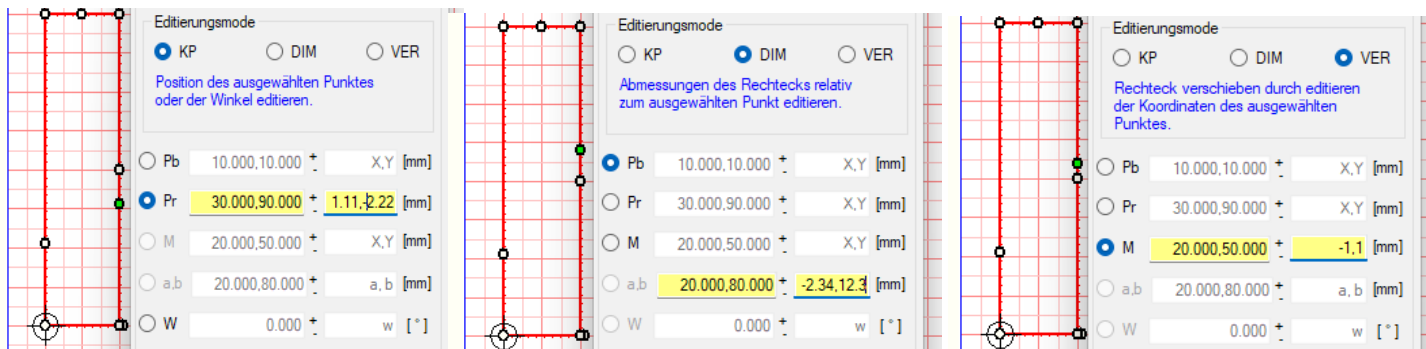 Editierungsmode
KP DIM VER
Position des ausgewählten Punktes
oder der Winkel editieren.
Pb 10.000,10.000 +- X,Y [mm]
Pr 30.000,90.000 +- 1.11,-2.22 [mm]
M 20.000,50.000 +- X,Y [mm]
a,b 20.000,80.000 +- a, b [mm]
W 0.000 +- w [°]
Editierungsmode
KP DIM VER
Abmessungen des Rechtecks relativ
zum ausgewählten Punkt editieren.
Pb 10.000,10.000 +- X,Y [mm]
Pr 30.000,90.000 +- X,Y [mm]
M 20.000,50.000 +- X,Y [mm]
a,b 20.000,80.000 +- -2.34,12.3 [mm]
W 0.000 +- w [°]
Editierungsmode
KP DIM VER
Rechteck verschieben durch editieren
der Koordinaten des ausgewählten
Punktes.
Pb 10.000,10.000 +- X,Y [mm]
Pr 30.000,90.000 +- X,Y [mm]
M 20.000,50.000 +- -1,1 [mm]
a,b 20.000,80.000 +- a, b [mm]
W 0.000 +- w [°]